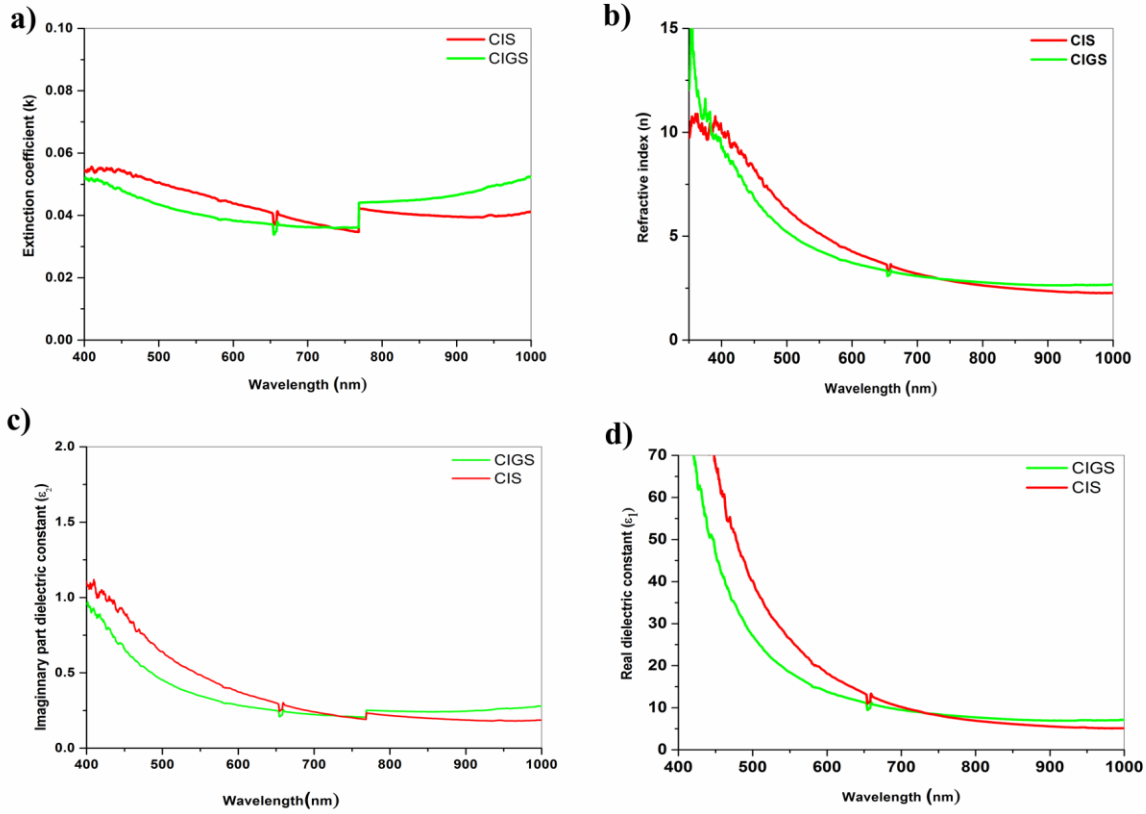 a)
Extinction coefficient (k)
0.10
0.08
0.06
0.04
0.02
0.00
CIS
CIGS
400 500 600 700 800 900 1000
Wavelength (nm)
b)
Refractive index (n)
15
10
5
0
CIS
CIGS
400 500 600 700 800 900 1000
Wavelength (nm)
c)
Imaginnary part dielectric constant (ε₂)
2.0
1.5
1.0
0.5
0.0
CIGS
CIS
400 500 600 700 800 900 1000
Wavelength(nm)
d)
Real dielectric constant (ε1)
70
60
50
40
30
20
10
0
CIGS
CIS
400 500 600 700 800 900 1000
Wavelength (nm)